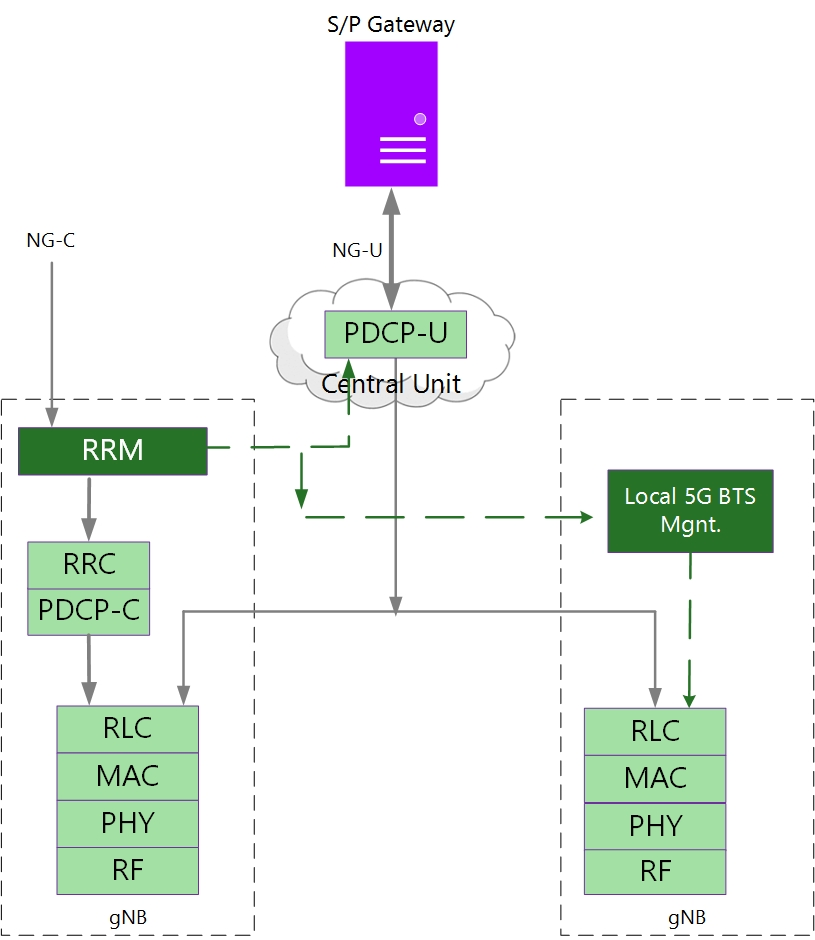 S/P Gateway
NG-C
NG-U
PDCP-U
Central Unit
RRM
Local 5G BTS
Mgnt.
RRC
PDCP-C
RLC
MAC
PHY
RF
gNB
RLC
MAC
PHY
RF
gNB